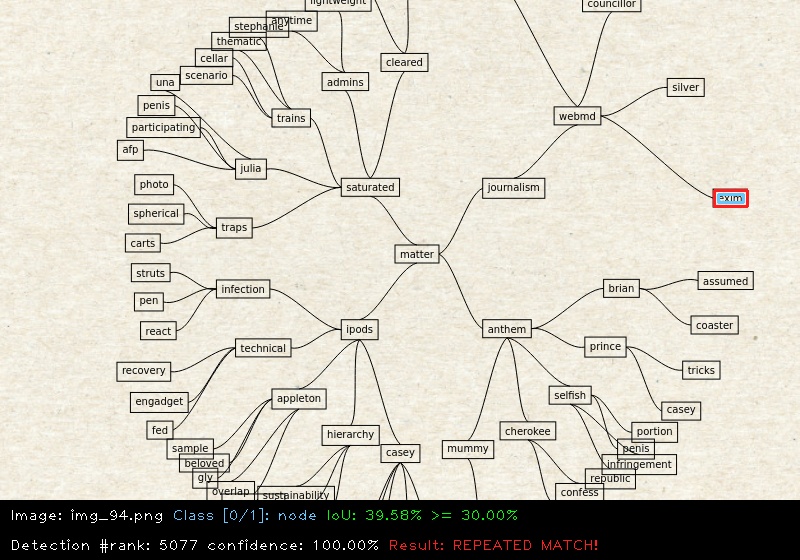 lightweight
councillor
anytime
stephanie
thematic
cleared
cellar
scenario
una
admins
silver
penis
webmd
trains
participating
afp
julia
photo
saturated
journalism
exim
spherical
traps
carts
matter
struts
assumed
infection
brian
pen
react
ipods
anthem
coaster
technical
prince
recovery
tricks
engadget
appleton
selfish
casey
fed
hierarchy
cherokee
portion
sample
mummy
penis
beloved
casey
infringement
gly
republic
overlap
sustainability
confess
Image: img_94.png Class [0/1]: node IoU: 39.58% >= 30.00%
Detection #rank: 5077 confidence: 100.00% Result: REPEATED MATCH!